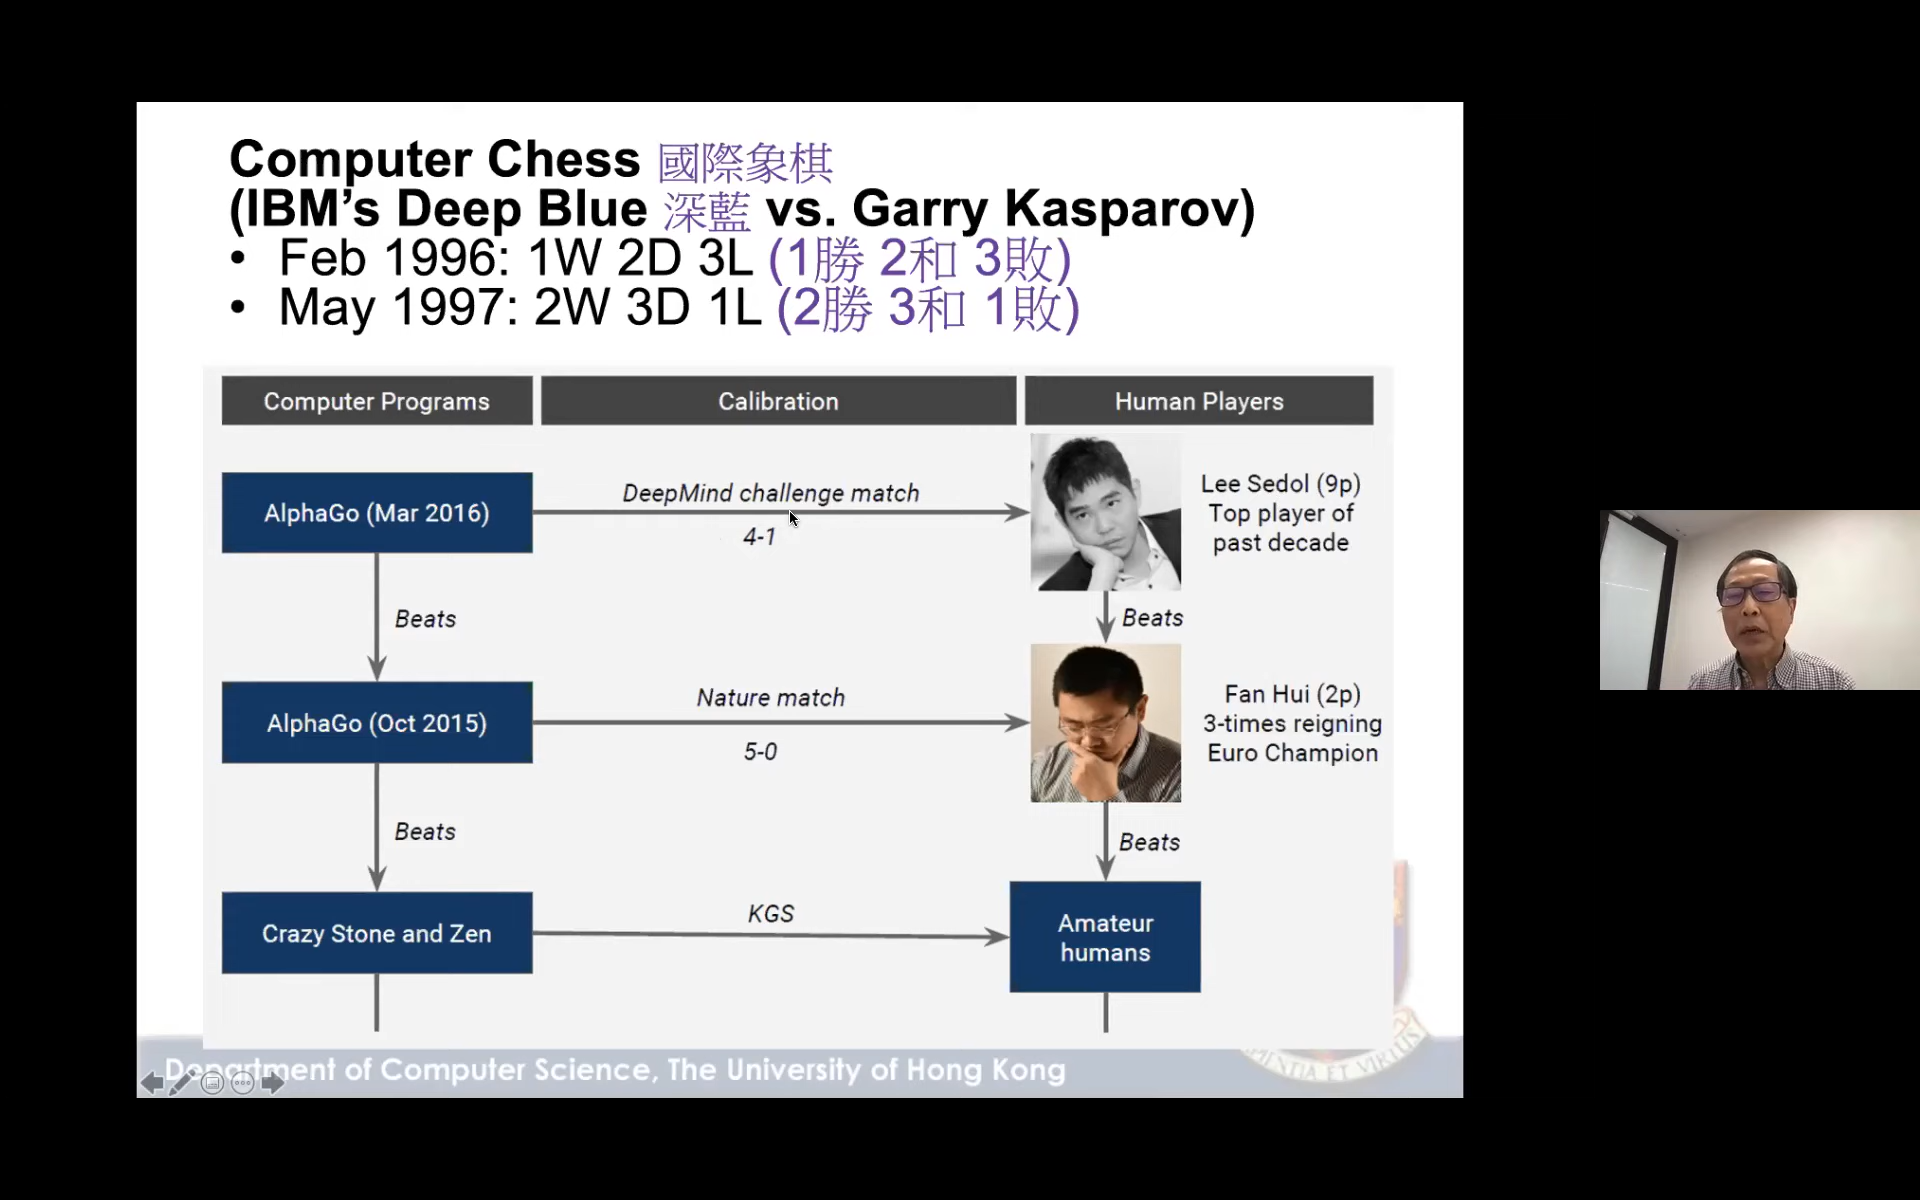 Computer Chess 國際象棋
(IBM's Deep Blue 深藍 vs. Garry Kasparov)
• Feb 1996: 1W 2D 3L (1勝 2和 3敗)
• May 1997: 2W 3D 1L (2勝 3和 1敗)
Computer Programs
Calibration
Human Players
AlphaGo (Mar 2016)
DeepMind challenge match
4-1
Lee Sedol (9p)
Top player of
past decade
Beats
Beats
AlphaGo (Oct 2015)
Nature match
5-0
Fan Hui (2p)
3-times reigning
Euro Champion
Beats
Beats
Crazy Stone and Zen
KGS
Amateur
humans
Department of Computer Science, The University of Hong Kong
ET VIRTUS